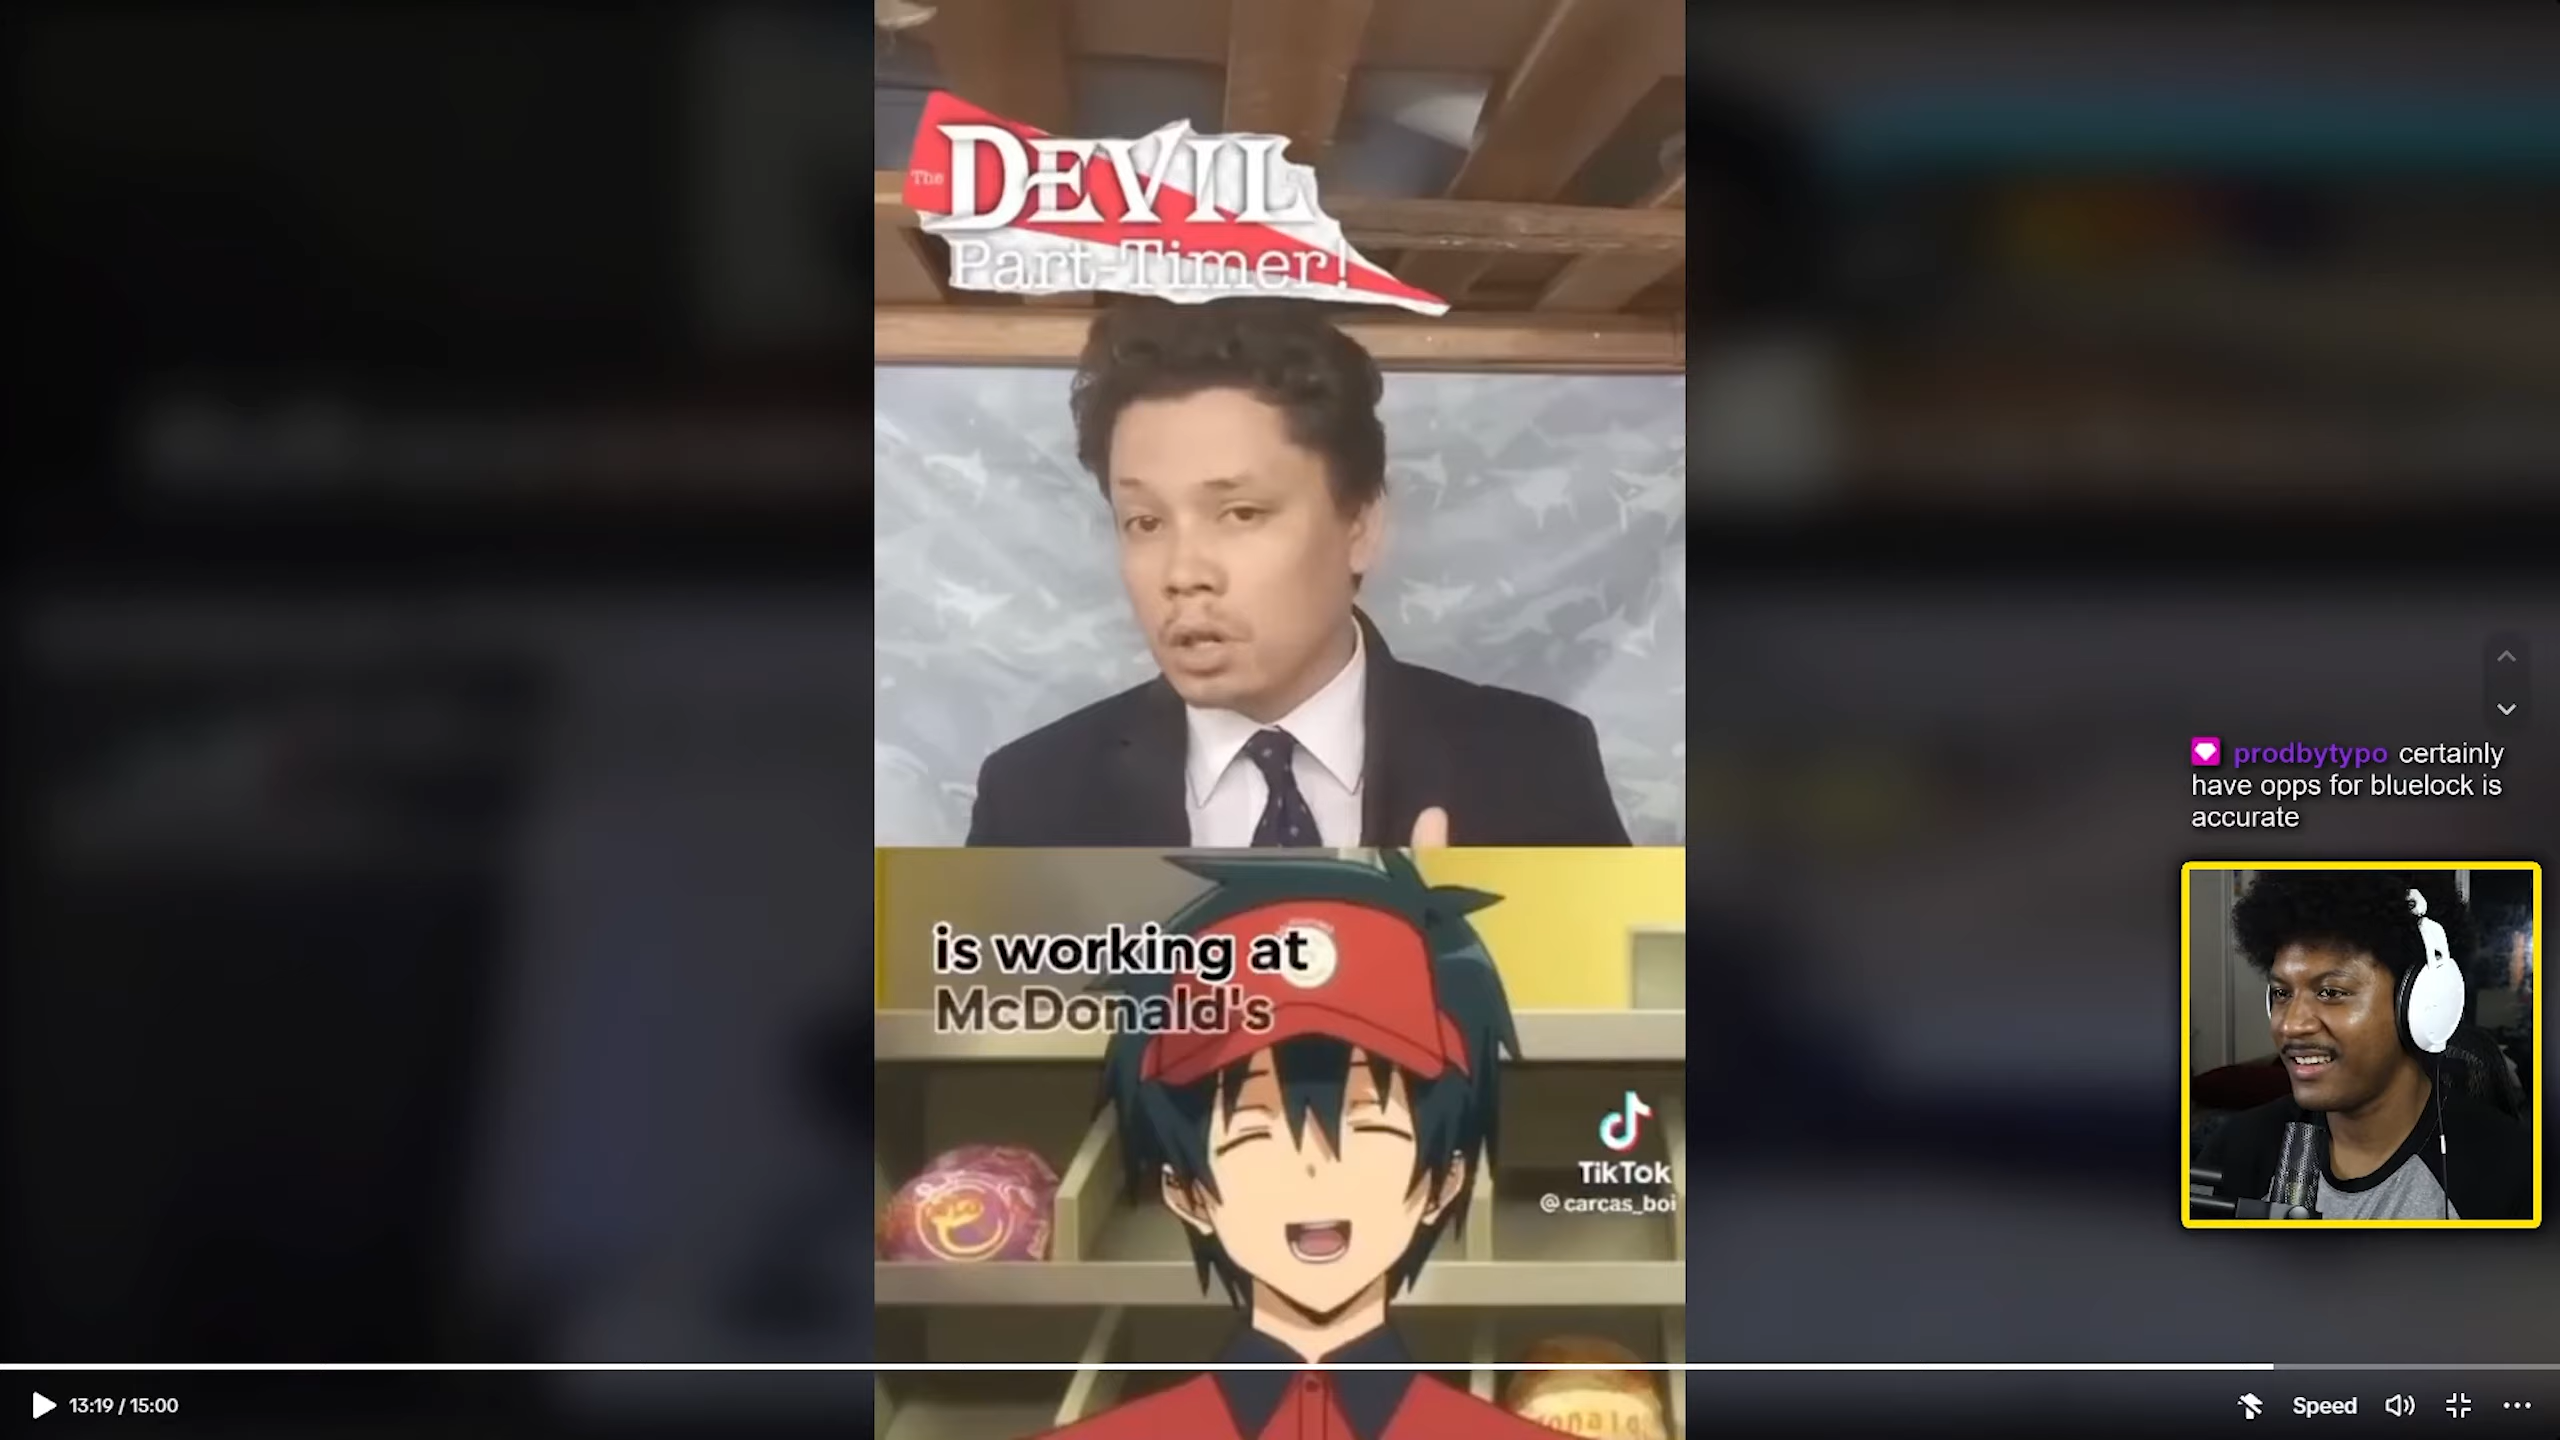 The
DEVIL
Part-Timer!
prodbytypo certainly
have opps for bluelock is
accurate
is working at
McDonald's
TikTok
@carcas_boi
onald
13:19 / 15:00
Speed